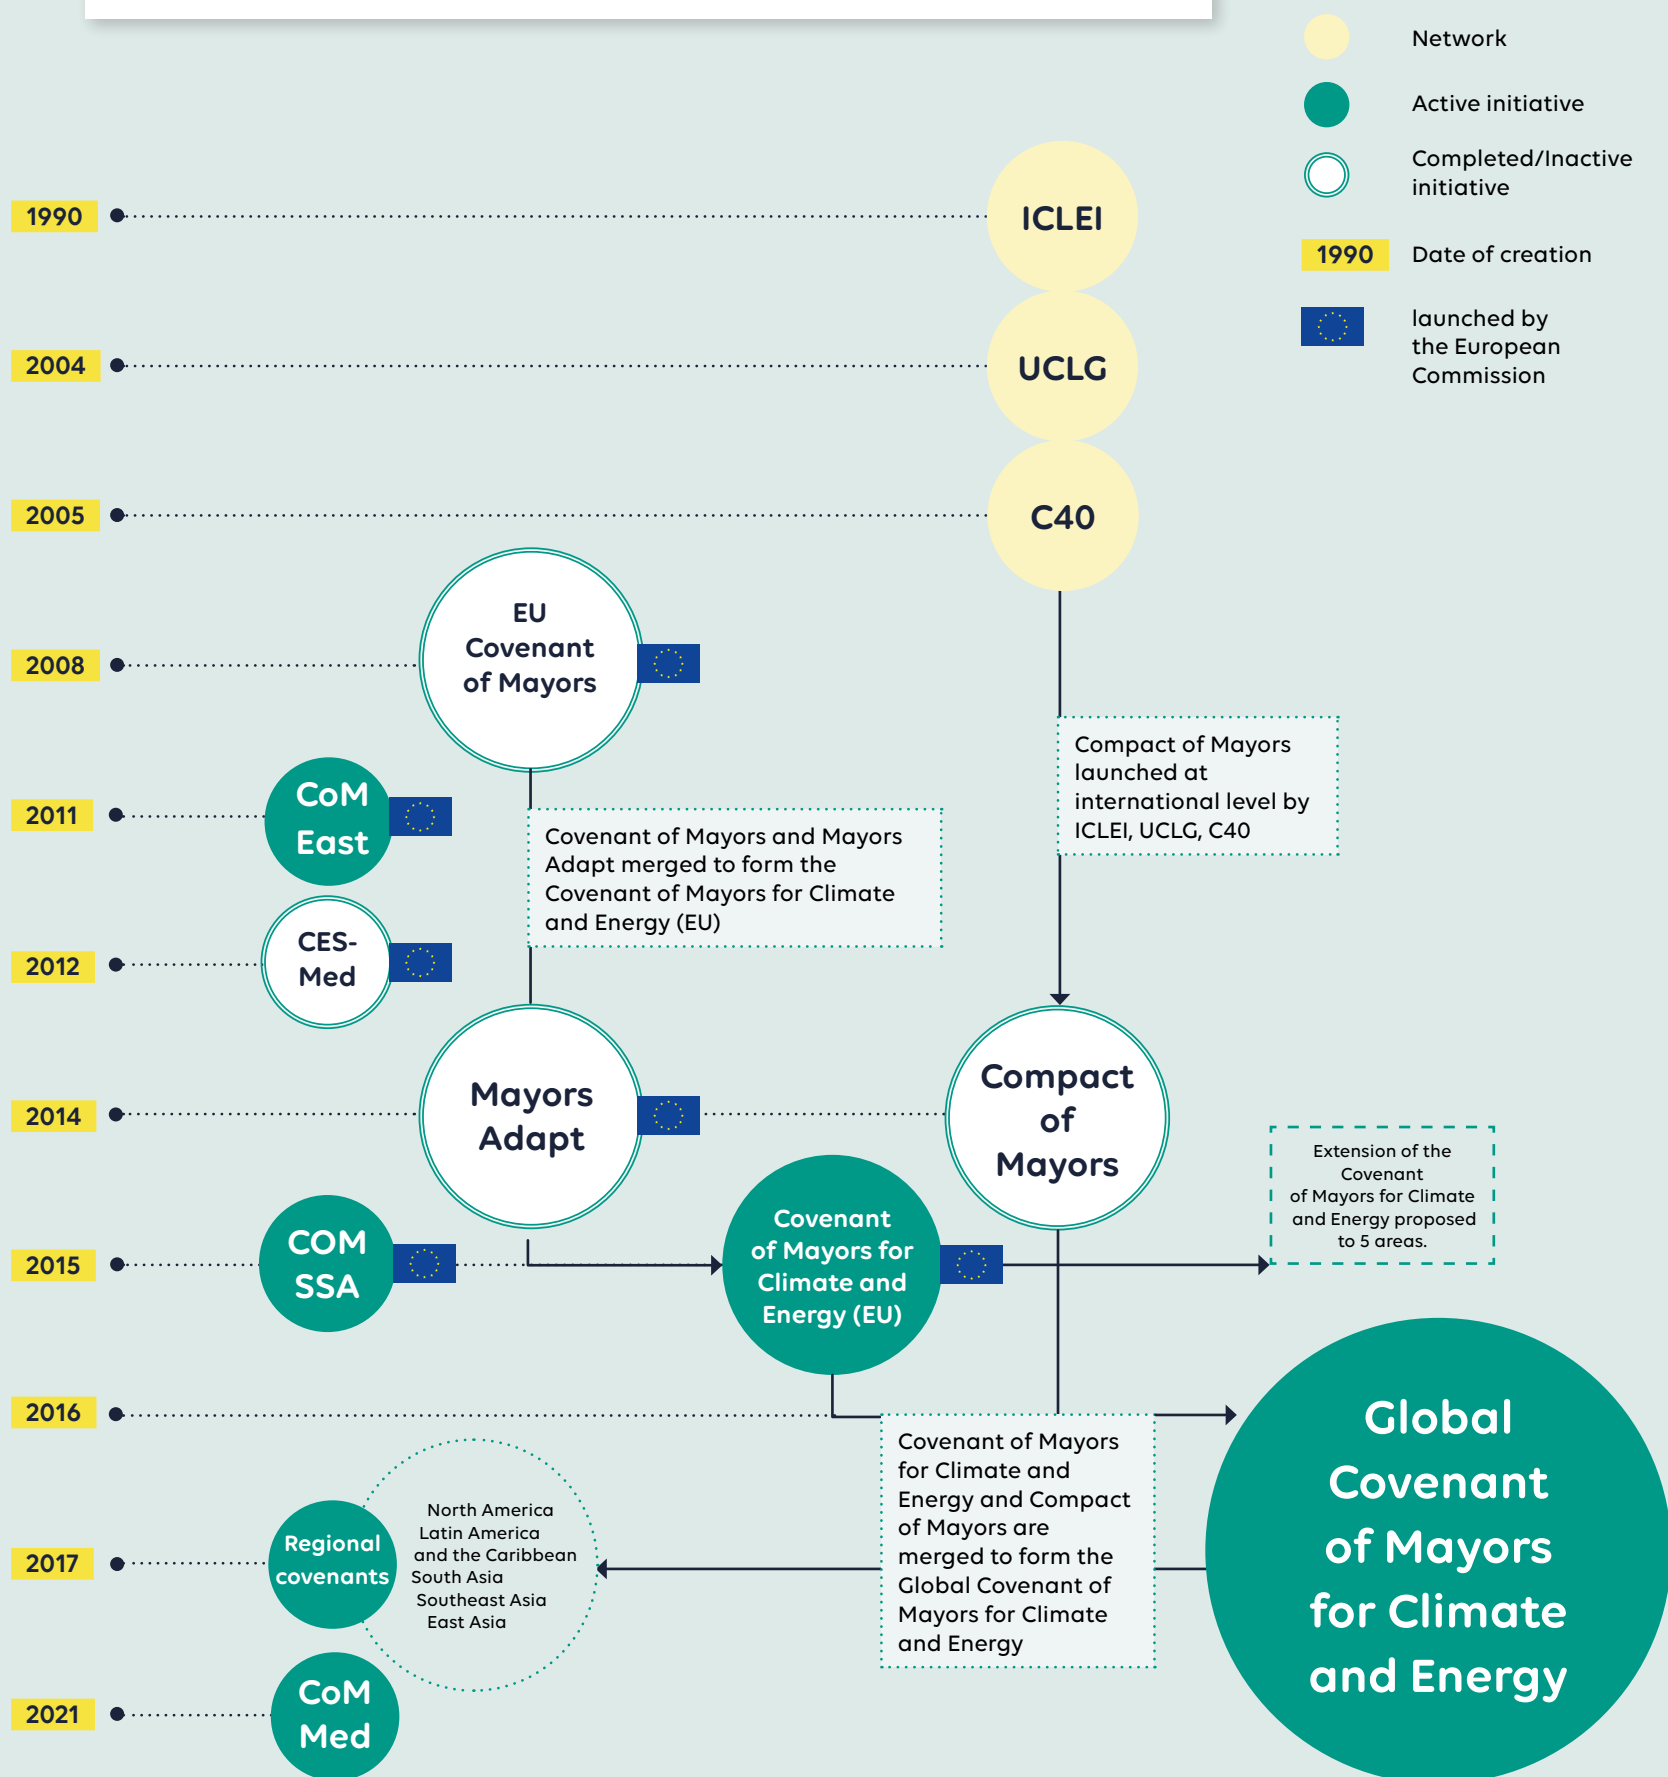 Network
Active initiative
Completed/Inactive
initiative
1990
Date of creation
launched by
the European
Commission
1990
ICLEI
2004
UCLG
2005
C40
2008
EU
Covenant
of Mayors
Compact of Mayors
launched at
international level by
ICLEI, UCLG, C40
2011
CoM
East
Covenant of Mayors and Mayors
Adapt merged to form the
Covenant of Mayors for Climate
and Energy (EU)
2012
CES-
Med
2014
Mayors
Adapt
Compact
of
Mayors
Extension of the
Covenant
of Mayors for Climate
and Energy proposed
to 5 areas.
2015
COM
SSA
Covenant
of Mayors for
Climate and
Energy (EU)
2016
Covenant of Mayors
for Climate and
Energy and Compact
of Mayors are
merged to form the
Global Covenant of
Mayors for Climate
and Energy
Global
Covenant
of Mayors
for Climate
and Energy
2017
Regional
covenants
North America
Latin America
and the Caribbean
South Asia
Southeast Asia
East Asia
2021
CoM
Med